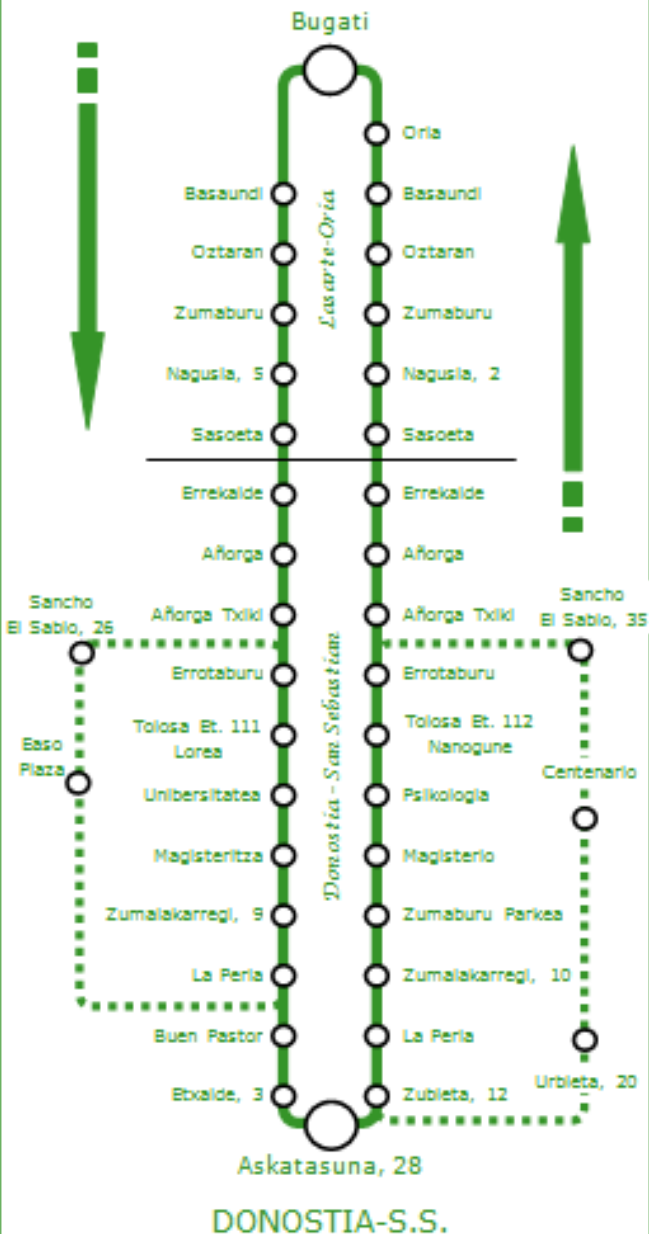 Bugati
Oria
Basaundi
Basaundi
Oztaran
Oztaran
Lasarte-Oria
Zumaburu
Zumaburu
Nagusia, 5
Nagusia, 2
Sasoeta
Sasoeta
Errekalde
Errekalde
Añorga
Añorga
Sancho
El Sabio, 26
Añorga Txiki
Añorga Txiki
Sancho
El Sabio, 35
Errotaburu
Errotaburu
Tolosa Et. 111
Lorea
Tolosa Et. 112
Nanogune
Easo
Plaza
Donostia - San Sebastian
Centenario
Unibersitatea
Psikologia
Magisteritza
Magisterio
Zumalakarregi, 9
Zumaburu Parkea
La Perla
Zumalakarregi, 10
Buen Pastor
La Perla
Etxaide, 3
Zubieta, 12
Urbieta, 20
Askatasuna, 28
DONOSTIA-S.S.